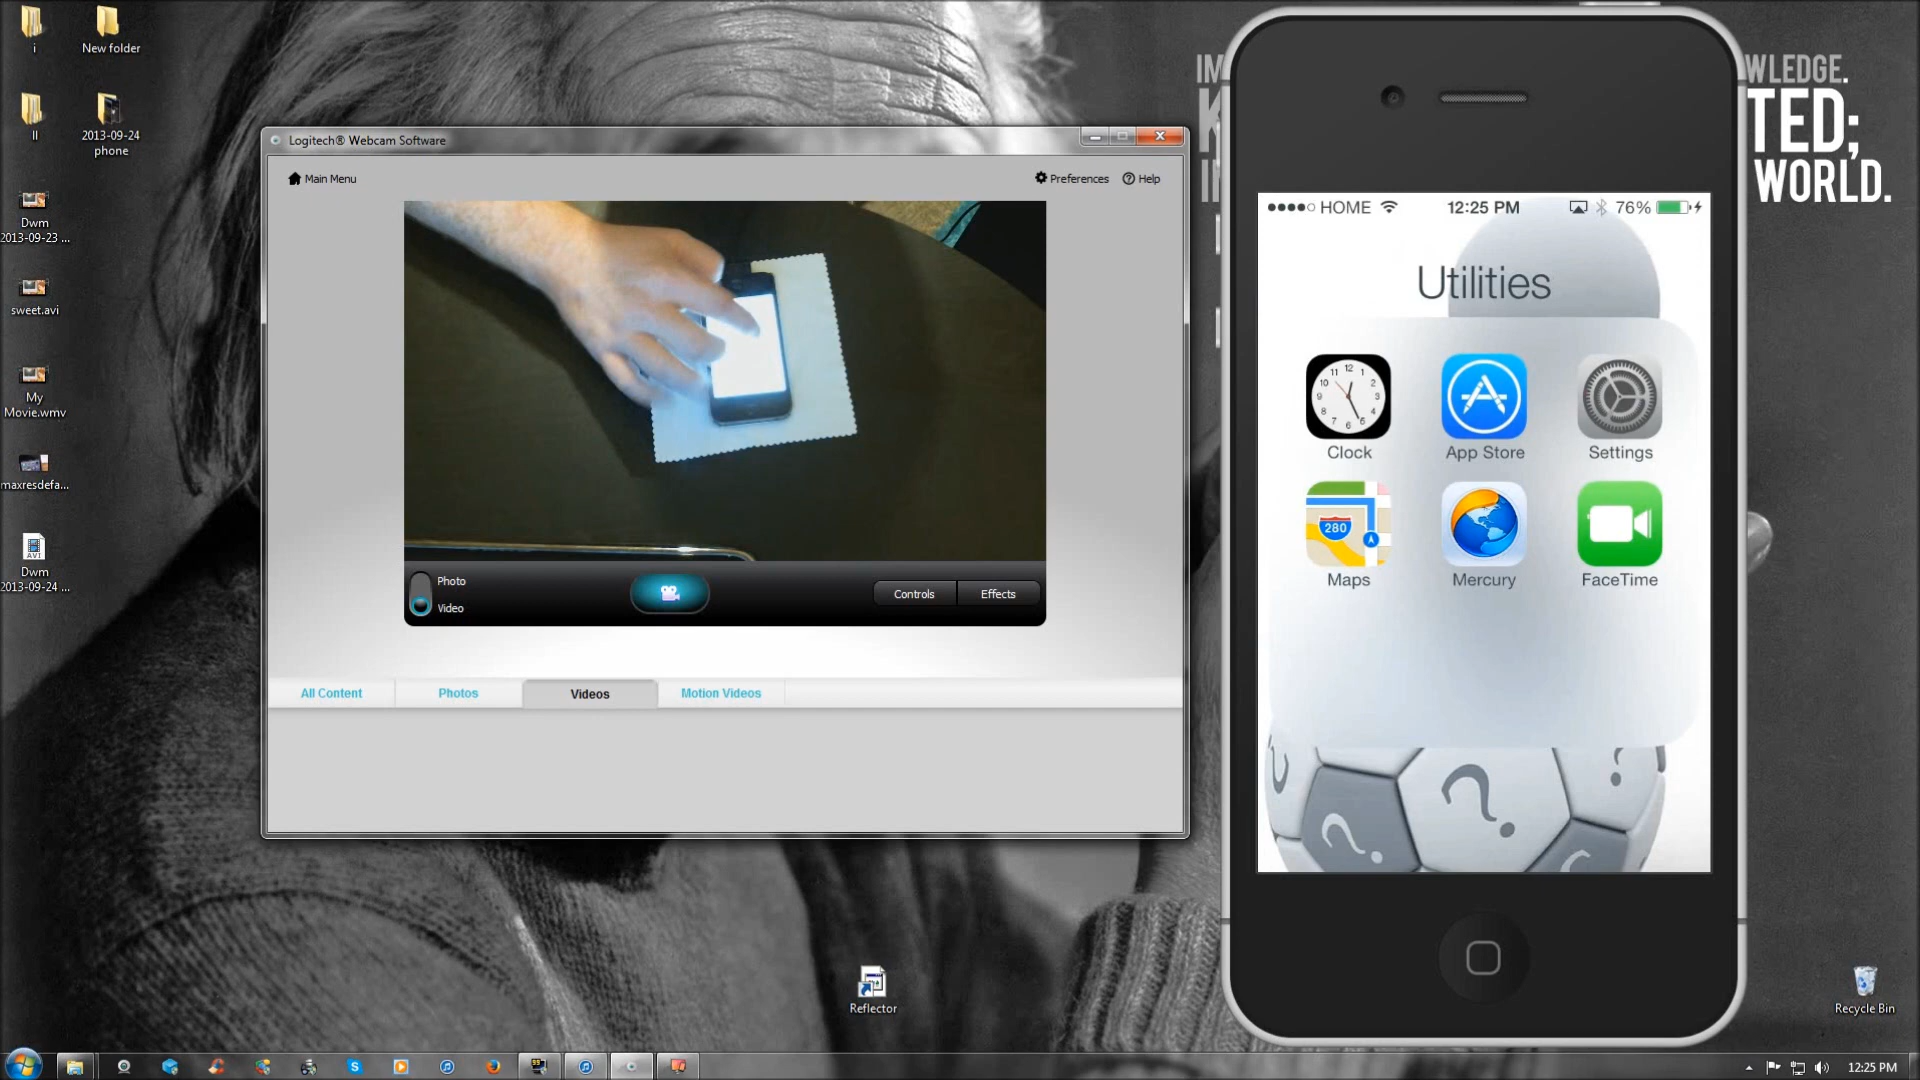 i
New folder
ll
2013-09-24
phone
Dwm
2013-09-23 ...
sweet.avi
My
Movie.wmv
maxresdefa...
AVI
Dwm
2013-09-24 ...
Logitech® Webcam Software
Main Menu
Preferences
Help
Photo
Video
Controls
Effects
All Content
Photos
Videos
Motion Videos
Reflector
IM
WLEDGE.
K
TED;
WORLD.
HOME
12:25 PM
76%
Utilities
Clock
App Store
Settings
280
Maps
Mercury
FaceTime
? ? ?
Recycle Bin
12:25 PM